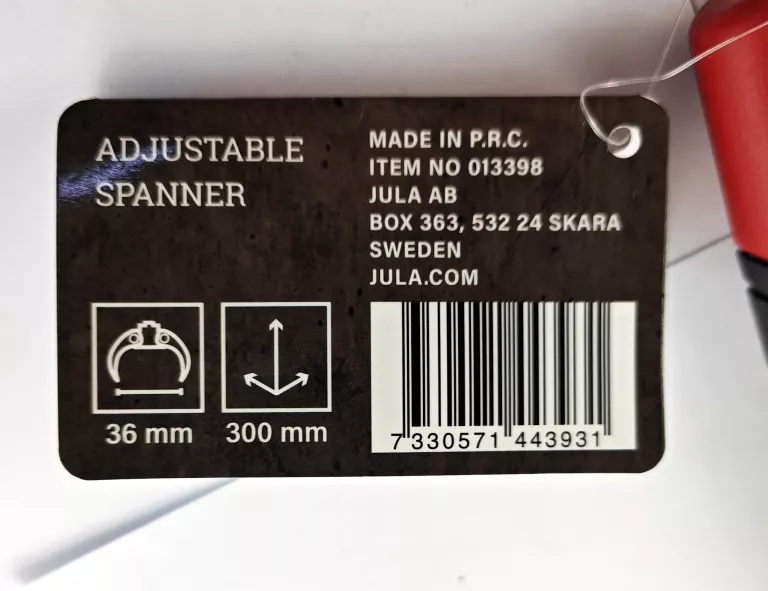 ADJUSTABLE
SPANNER
36 mm
300 mm
MADE IN P.R.C.
ITEM NO 013398
JULA AB
BOX 363, 532 24 SKARA
SWEDEN
JULA.COM
7 330571 443931